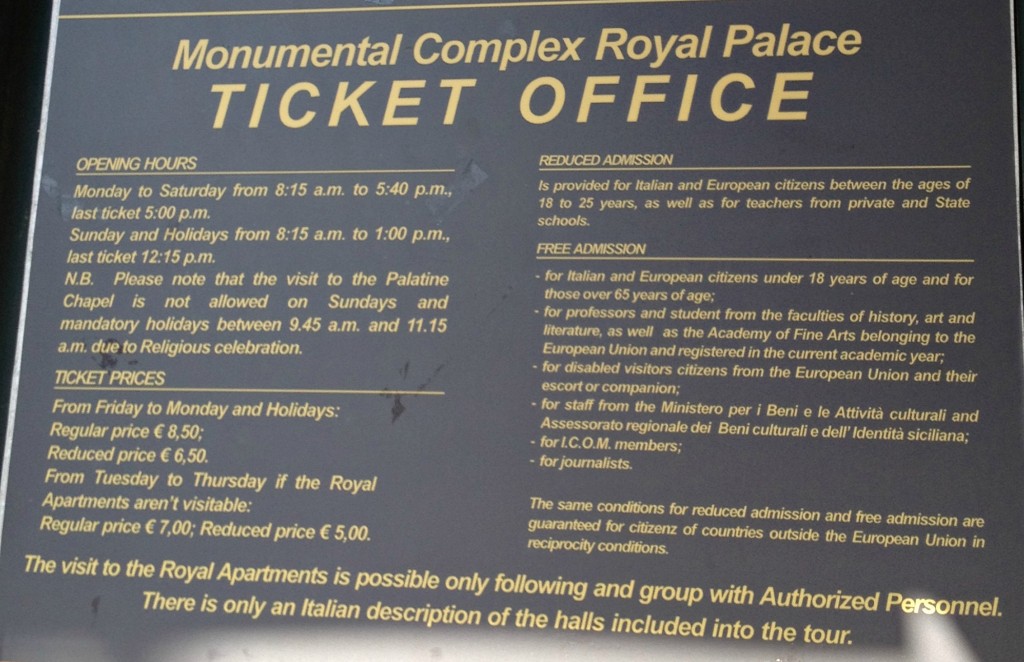 Monumental Complex Royal Palace
TICKET OFFICE
OPENING HOURS
Monday to Saturday from 8:15 a.m. to 5:40 p.m.,
last ticket 5:00 p.m.
Sunday and Holidays from 8:15 a.m. to 1:00 p.m.,
last ticket 12:15 p.m.
N.B. Please note that the visit to the Palatine
Chapel is not allowed on Sundays and
mandatory holidays between 9.45 a.m. and 11.15
a.m. due to Religious celebration.
TICKET PRICES
From Friday to Monday and Holidays:
Regular price € 8,50;
Reduced price € 6,50.
From Tuesday to Thursday if the Royal
Apartments aren't visitable:
Regular price € 7,00; Reduced price € 5,00.
REDUCED ADMISSION
Is provided for Italian and European citizens between the ages of
18 to 25 years, as well as for teachers from private and State
schools.
FREE ADMISSION
- for Italian and European citizens under 18 years of age and for
those over 65 years of age;
- for professors and student from the faculties of history, art and
literature, as well as the Academy of Fine Arts belonging to the
European Union and registered in the current academic year;
- for disabled visitors citizens from the European Union and their
escort or companion;
- for staff from the Ministero per i Beni e le Attività culturali and
Assessorato regionale dei Beni culturali e dell' Identità siciliana;
- for I.C.O.M. members;
- for journalists.
The same conditions for reduced admission and free admission are
guaranteed for citizenz of countries outside the European Union in
reciprocity conditions.
The visit to the Royal Apartments is possible only following and group with Authorized Personnel.
There is only an Italian description of the halls included into the tour.